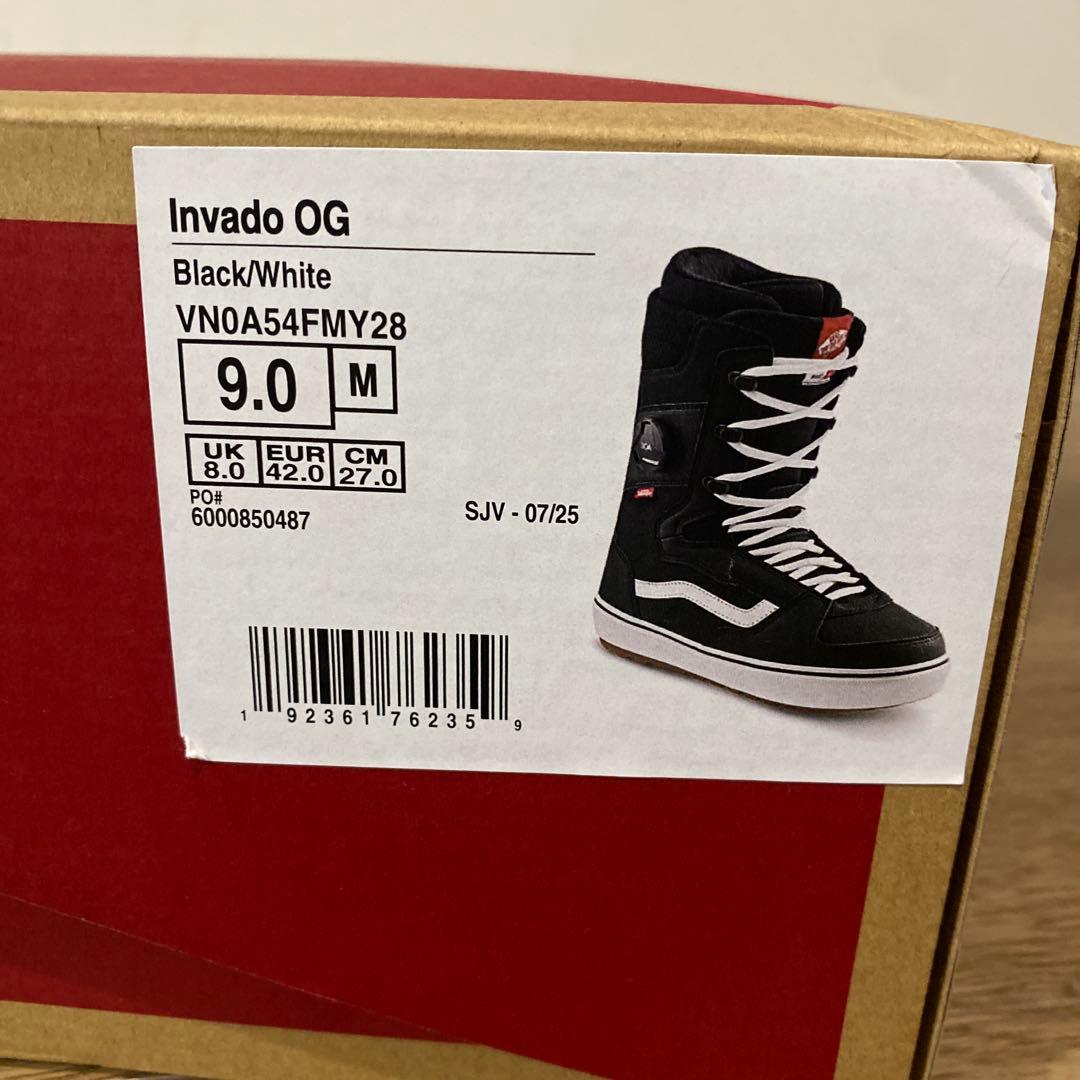 Invado OG
Black/White
VN0A54FMY28
9.0 M
UK EUR CM
8.0 42.0 27.0
PO#
6000850487
SJV - 07/25
1 92361 76235 9